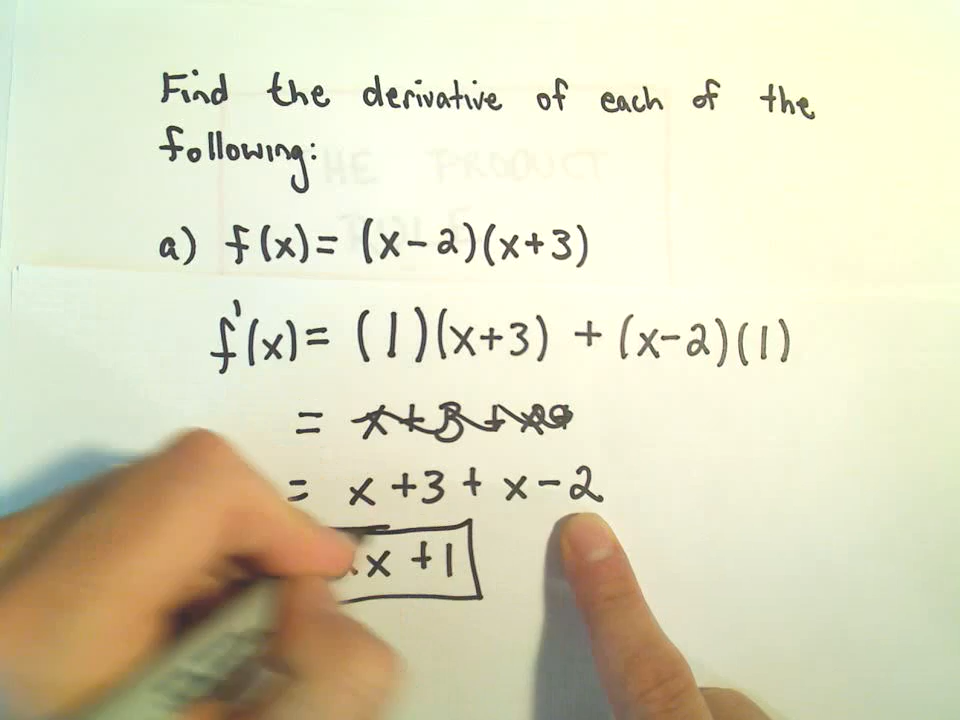 Find the derivative of each of the
following:
a) f(x)= (x-2)(x+3)
f'(x)= (1)(x+3) + (x-2)(1)
=
= x +3 + x -2
x +1